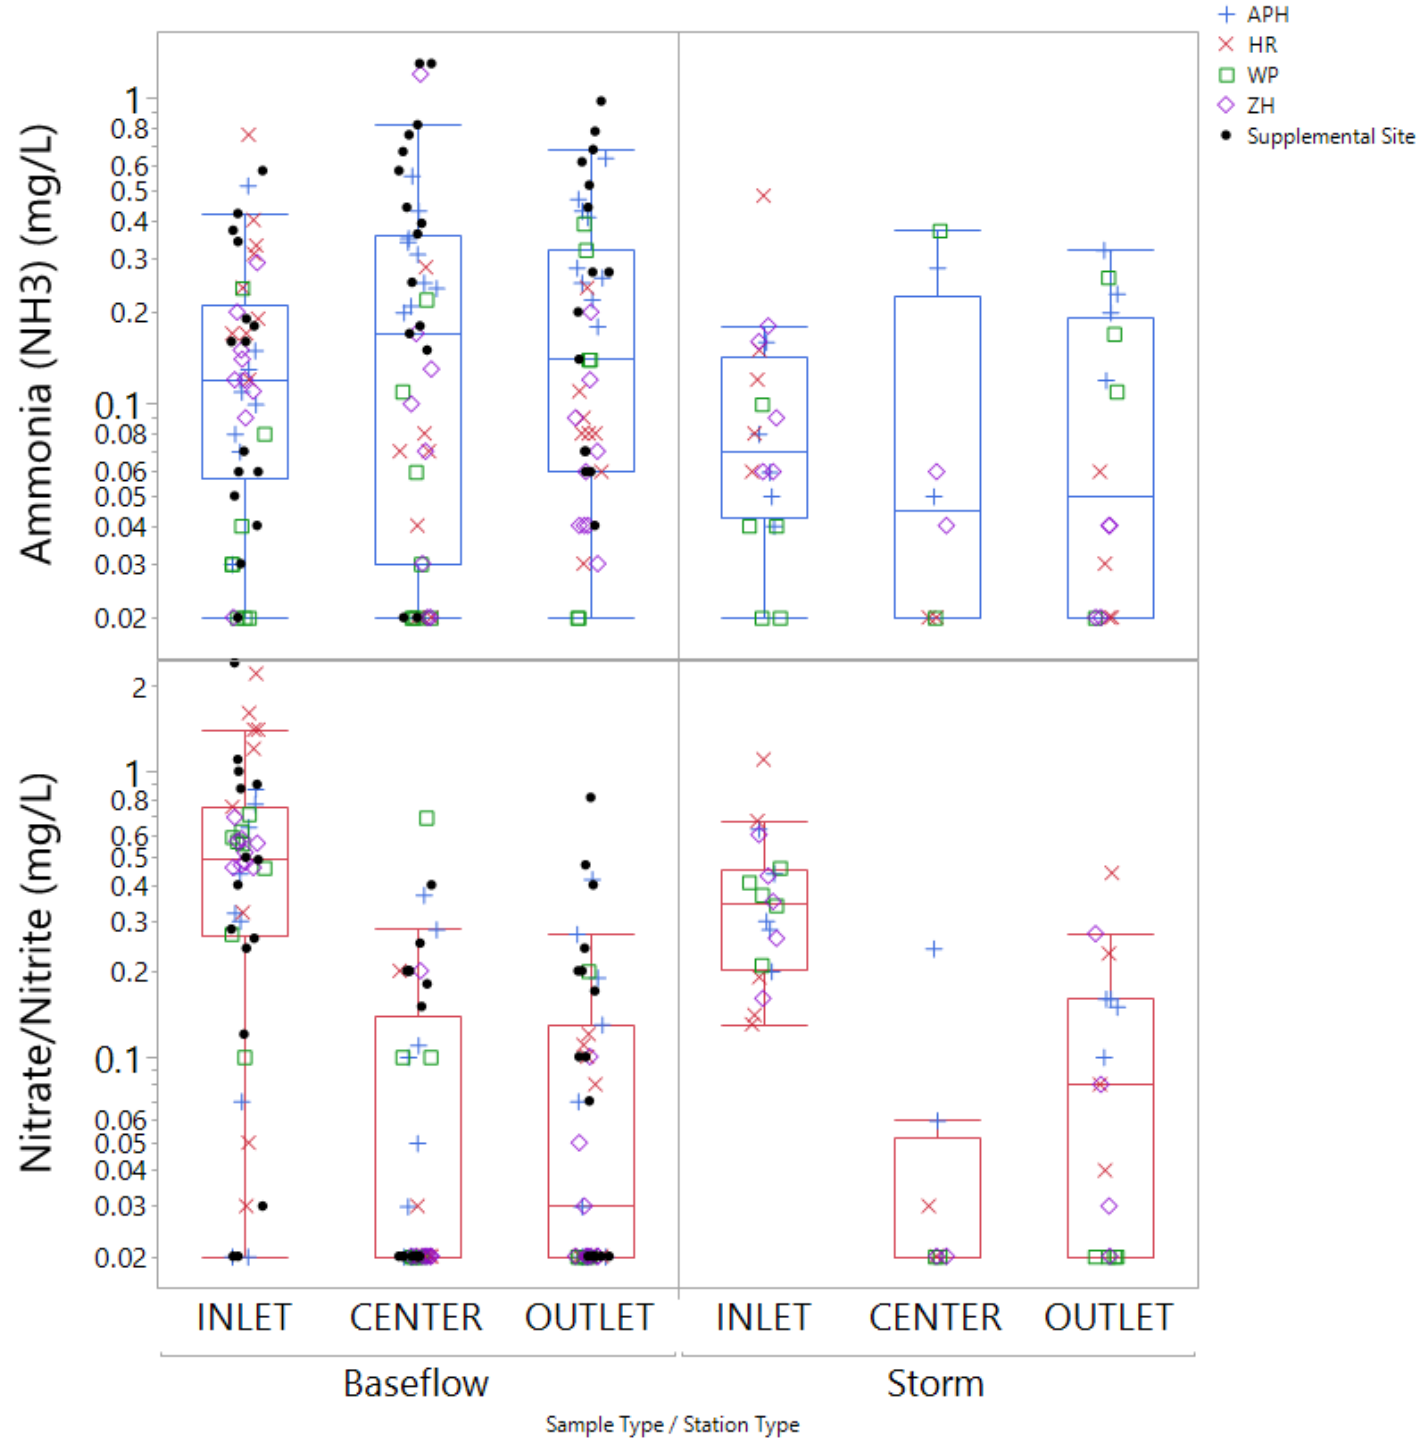 APH
HR
WP
ZH
Supplemental Site
Ammonia (NH3) (mg/L)
1
0.8
0.6
0.5
0.4
0.3
0.2
0.1
0.08
0.06
0.05
0.04
0.03
0.02
Nitrate/Nitrite (mg/L)
2
1
0.8
0.6
0.5
0.4
0.3
0.2
0.1
0.06
0.05
0.04
0.03
0.02
INLET CENTER OUTLET INLET CENTER OUTLET
Baseflow Storm
Sample Type / Station Type